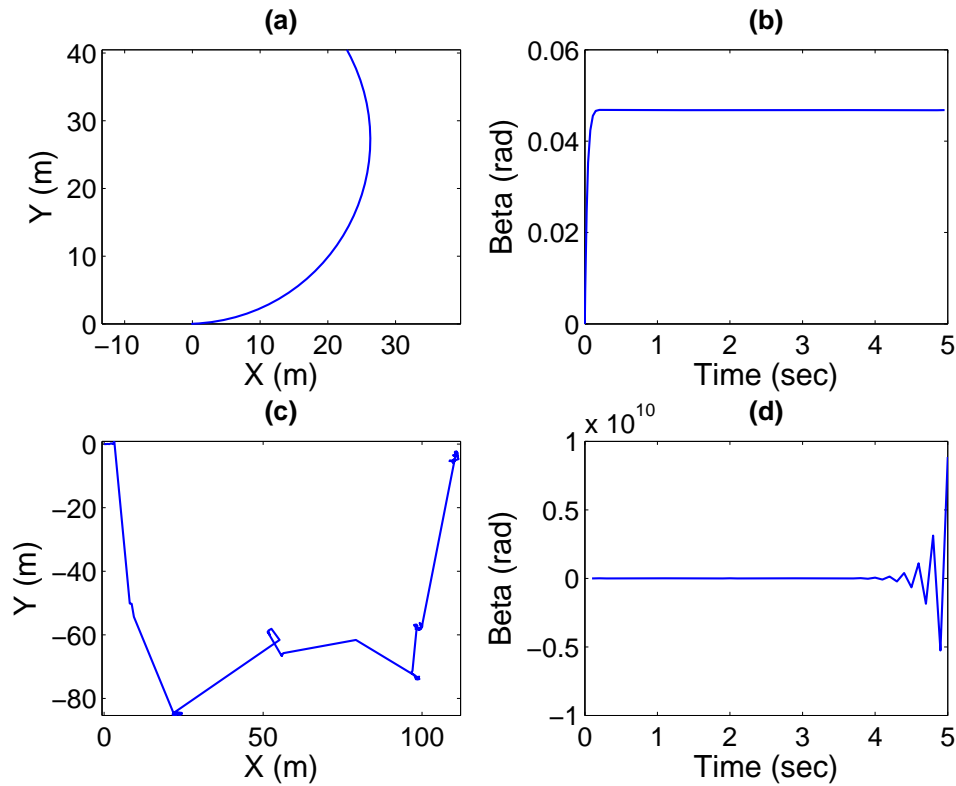 (a)
Y (m)
40
30
20
10
0
−10 0 10 20 30
X (m)
(b)
Beta (rad)
0.06
0.04
0.02
0
0 1 2 3 4 5
Time (sec)
(c)
Y (m)
0
−20
−40
−60
−80
0 50 100
X (m)
(d)
x 10^10
Beta (rad)
1
0.5
0
−0.5
−1
0 1 2 3 4 5
Time (sec)